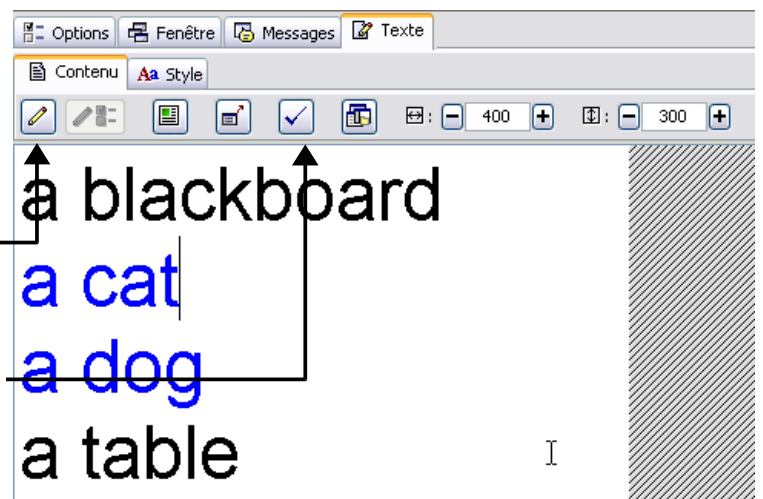 Options Fenêtre Messages Texte
Contenu Aa Style
: 400 : 300
a blackboard
a cat
a dog
a table